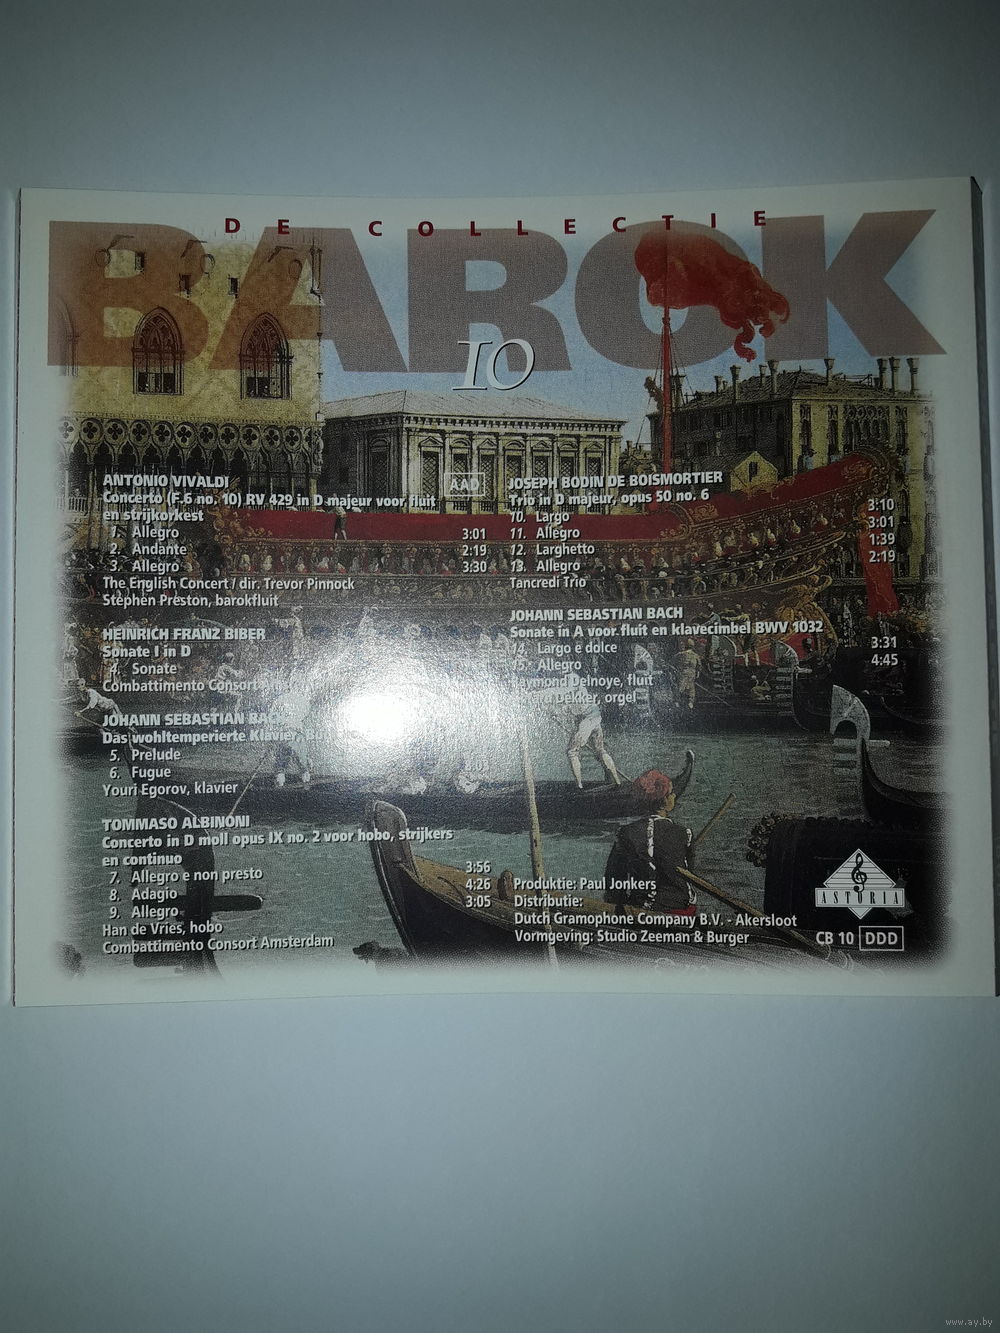 DE COLLECTIE
BAROK
10
ANTONIO VIVALDI
AAD
Concerto (F.6 no. 10) RV 429 in D majeur voor fluit
en strijkorkest
1. Allegro 3:01
2. Andante 2:19
3. Allegro 3:30
The English Concert / dir. Trevor Pinnock
Stephen Preston, barokfluit
HEINRICH FRANZ BIBER
Sonate I in D
4. Sonate
Combattimento Consort
JOHANN SEBASTIAN BACH
Das wohltemperierte Klavier,
5. Prelude
6. Fugue
Youri Egorov, klavier
TOMMASO ALBINONI
Concerto in D moll opus IX no. 2 voor hobo, strijkers
en continuo
7. Allegro e non presto 3:56
8. Adagio 4:26
9. Allegro 3:05
Han de Vries, hobo
Combattimento Consort Amsterdam
JOSEPH BODIN DE BOISMORTIER
Trio in D majeur, opus 50 no. 6
10. Largo 3:10
11. Allegro 3:01
12. Larghetto 1:39
13. Allegro 2:19
Tancredi Trio
JOHANN SEBASTIAN BACH
Sonate in A voor fluit en klavecimbel BWV 1032
14. Largo e dolce 3:31
15. Allegro 4:45
Raymond Delnoye, fluit
Dekker, orgel
Produktie: Paul Jonkers
Distributie:
Dutch Gramophone Company B.V. - Akersloot
Vormgeving: Studio Zeeman & Burger
ASTORIA
CB 10 DDD
www.ay.by